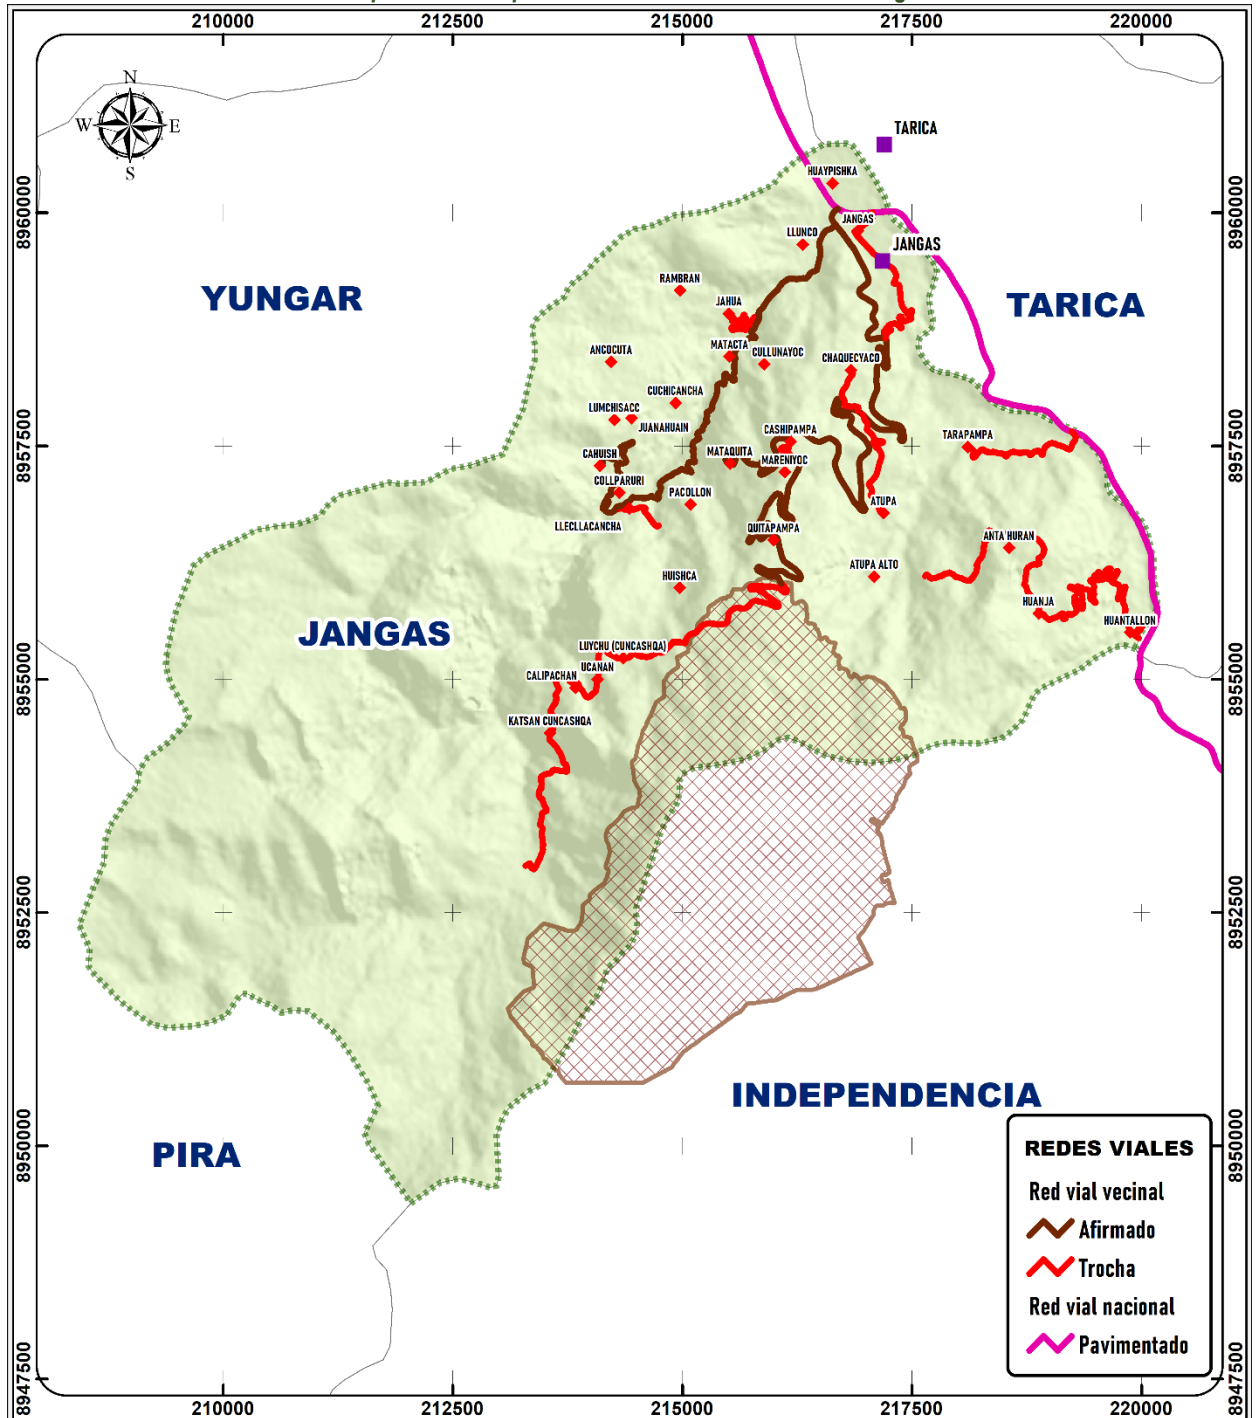 210000
212500
215000
217500
220000
N
W
E
S
TARICA
HUAYPISHKA
8960000
8960000
JANGAS
LLUNCO
JANGAS
RAMBRAN
YUNGAR
TARICA
JAHUA
MATACTA
ANCOCUTA
CULLUNAYOC
CHAQUECYACO
CUCHICANCHA
LUMCHISACC
JUANAHUAIN
CASHIPAMPA
TARAPAMPA
8957500
8957500
CAHUISH
MATAQUITA
MARENIYOC
COLLPARURI
PACOLLON
ATUPA
LLECLLACANCHA
QUITAPAMPA
ANTA'HURAN
ATUPA ALTO
HUISHCA
HUANJA
HUANTALLON
JANGAS
LUYCHU (CUNCASHQA)
UCANAN
CALIPACHAN
8955000
8955000
KATSAN CUNCASHQA
8952500
8952500
INDEPENDENCIA
PIRA
8950000
8950000
REDES VIALES
Red vial vecinal
Afirmado
Trocha
Red vial nacional
Pavimentado
8947500
8947500
210000
212500
215000
217500
220000